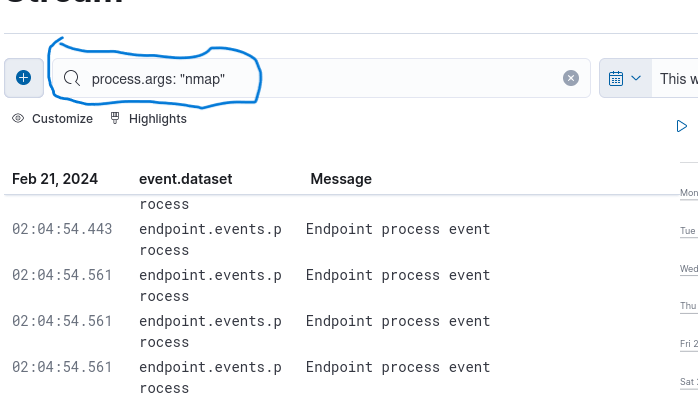 Stream
process.args: "nmap"
This w
Customize
Highlights
Feb 21, 2024 event.dataset Message
rocess
02:04:54.443 endpoint.events.p Endpoint process event
rocess
02:04:54.561 endpoint.events.p Endpoint process event
rocess
02:04:54.561 endpoint.events.p Endpoint process event
rocess
02:04:54.561 endpoint.events.p Endpoint process event
rocess
Mon
Tue
Wed
Thu
Fri 2
Sat 2